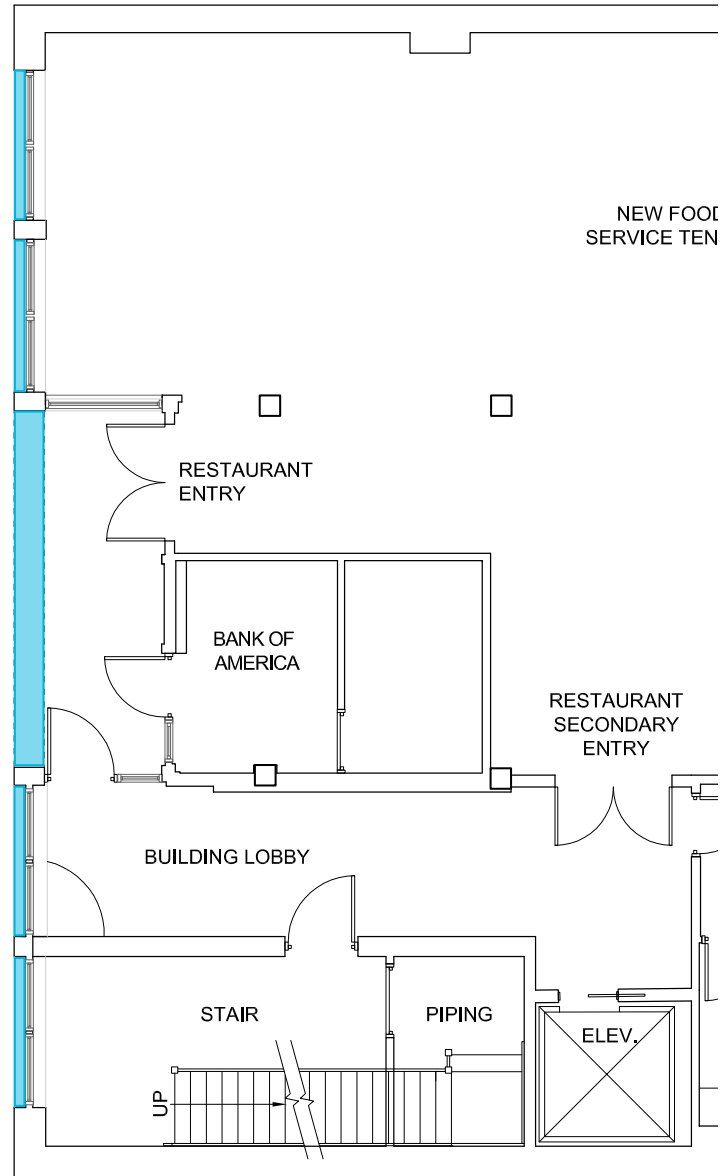 NEW FOOD
SERVICE TEN
RESTAURANT
ENTRY
BANK OF
AMERICA
RESTAURANT
SECONDARY
ENTRY
BUILDING LOBBY
STAIR
PIPING
ELEV.
UP